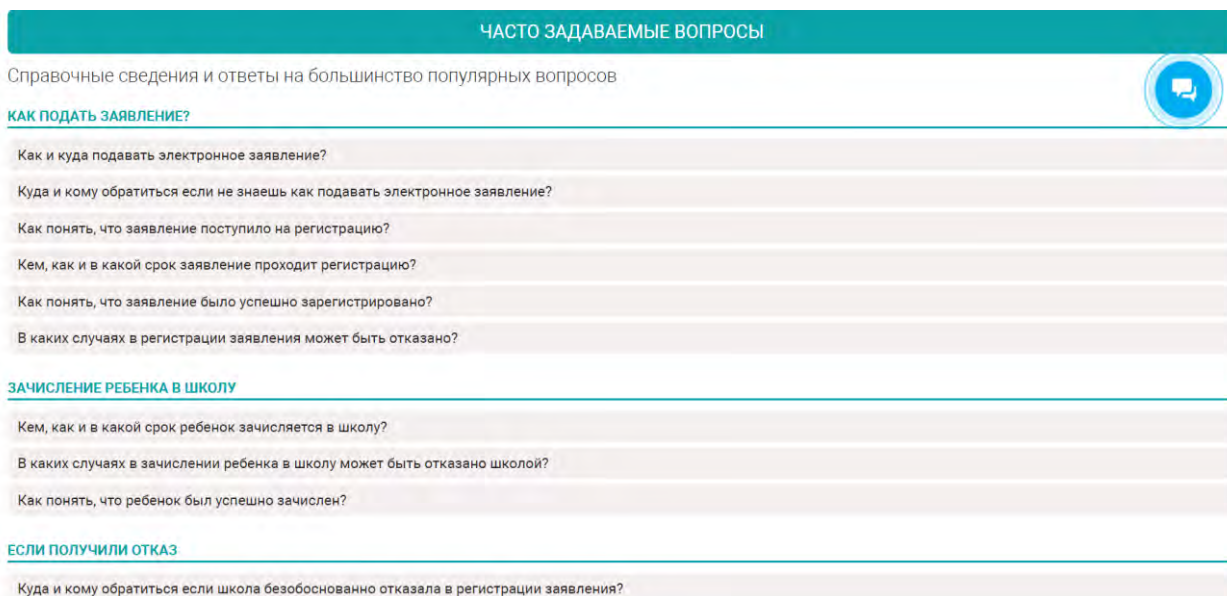 ЧАСТО ЗАДАВАЕМЫЕ ВОПРОСЫ
Справочные сведения и ответы на большинство популярных вопросов
КАК ПОДАТЬ ЗАЯВЛЕНИЕ?
Как и куда подавать электронное заявление?
Куда и кому обратиться если не знаешь как подавать электронное заявление?
Как понять, что заявление поступило на регистрацию?
Кем, как и в какой срок заявление проходит регистрацию?
Как понять, что заявление было успешно зарегистрировано?
В каких случаях в регистрации заявления может быть отказано?
ЗАЧИСЛЕНИЕ РЕБЕНКА В ШКОЛУ
Кем, как и в какой срок ребенок зачисляется в школу?
В каких случаях в зачислении ребенка в школу может быть отказано школой?
Как понять, что ребенок был успешно зачислен?
ЕСЛИ ПОЛУЧИЛИ ОТКАЗ
Куда и кому обратиться если школа безобоснованно отказала в регистрации заявления?